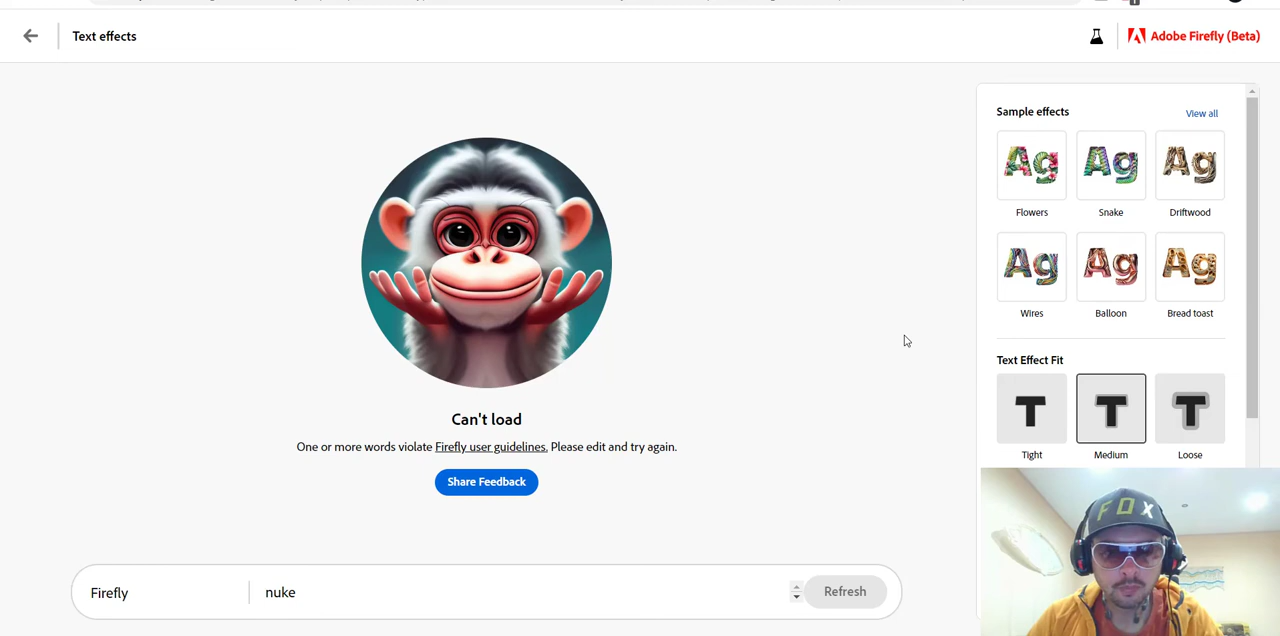 Text effects
Adobe Firefly (Beta)
Sample effects
View all
Ag
Ag
Ag
Flowers
Snake
Driftwood
Ag
Ag
Ag
Wires
Balloon
Bread toast
Text Effect Fit
T
T
T
Tight
Medium
Loose
Can't load
One or more words violate Firefly user guidelines. Please edit and try again.
Share Feedback
FOX
Firefly
nuke
Refresh